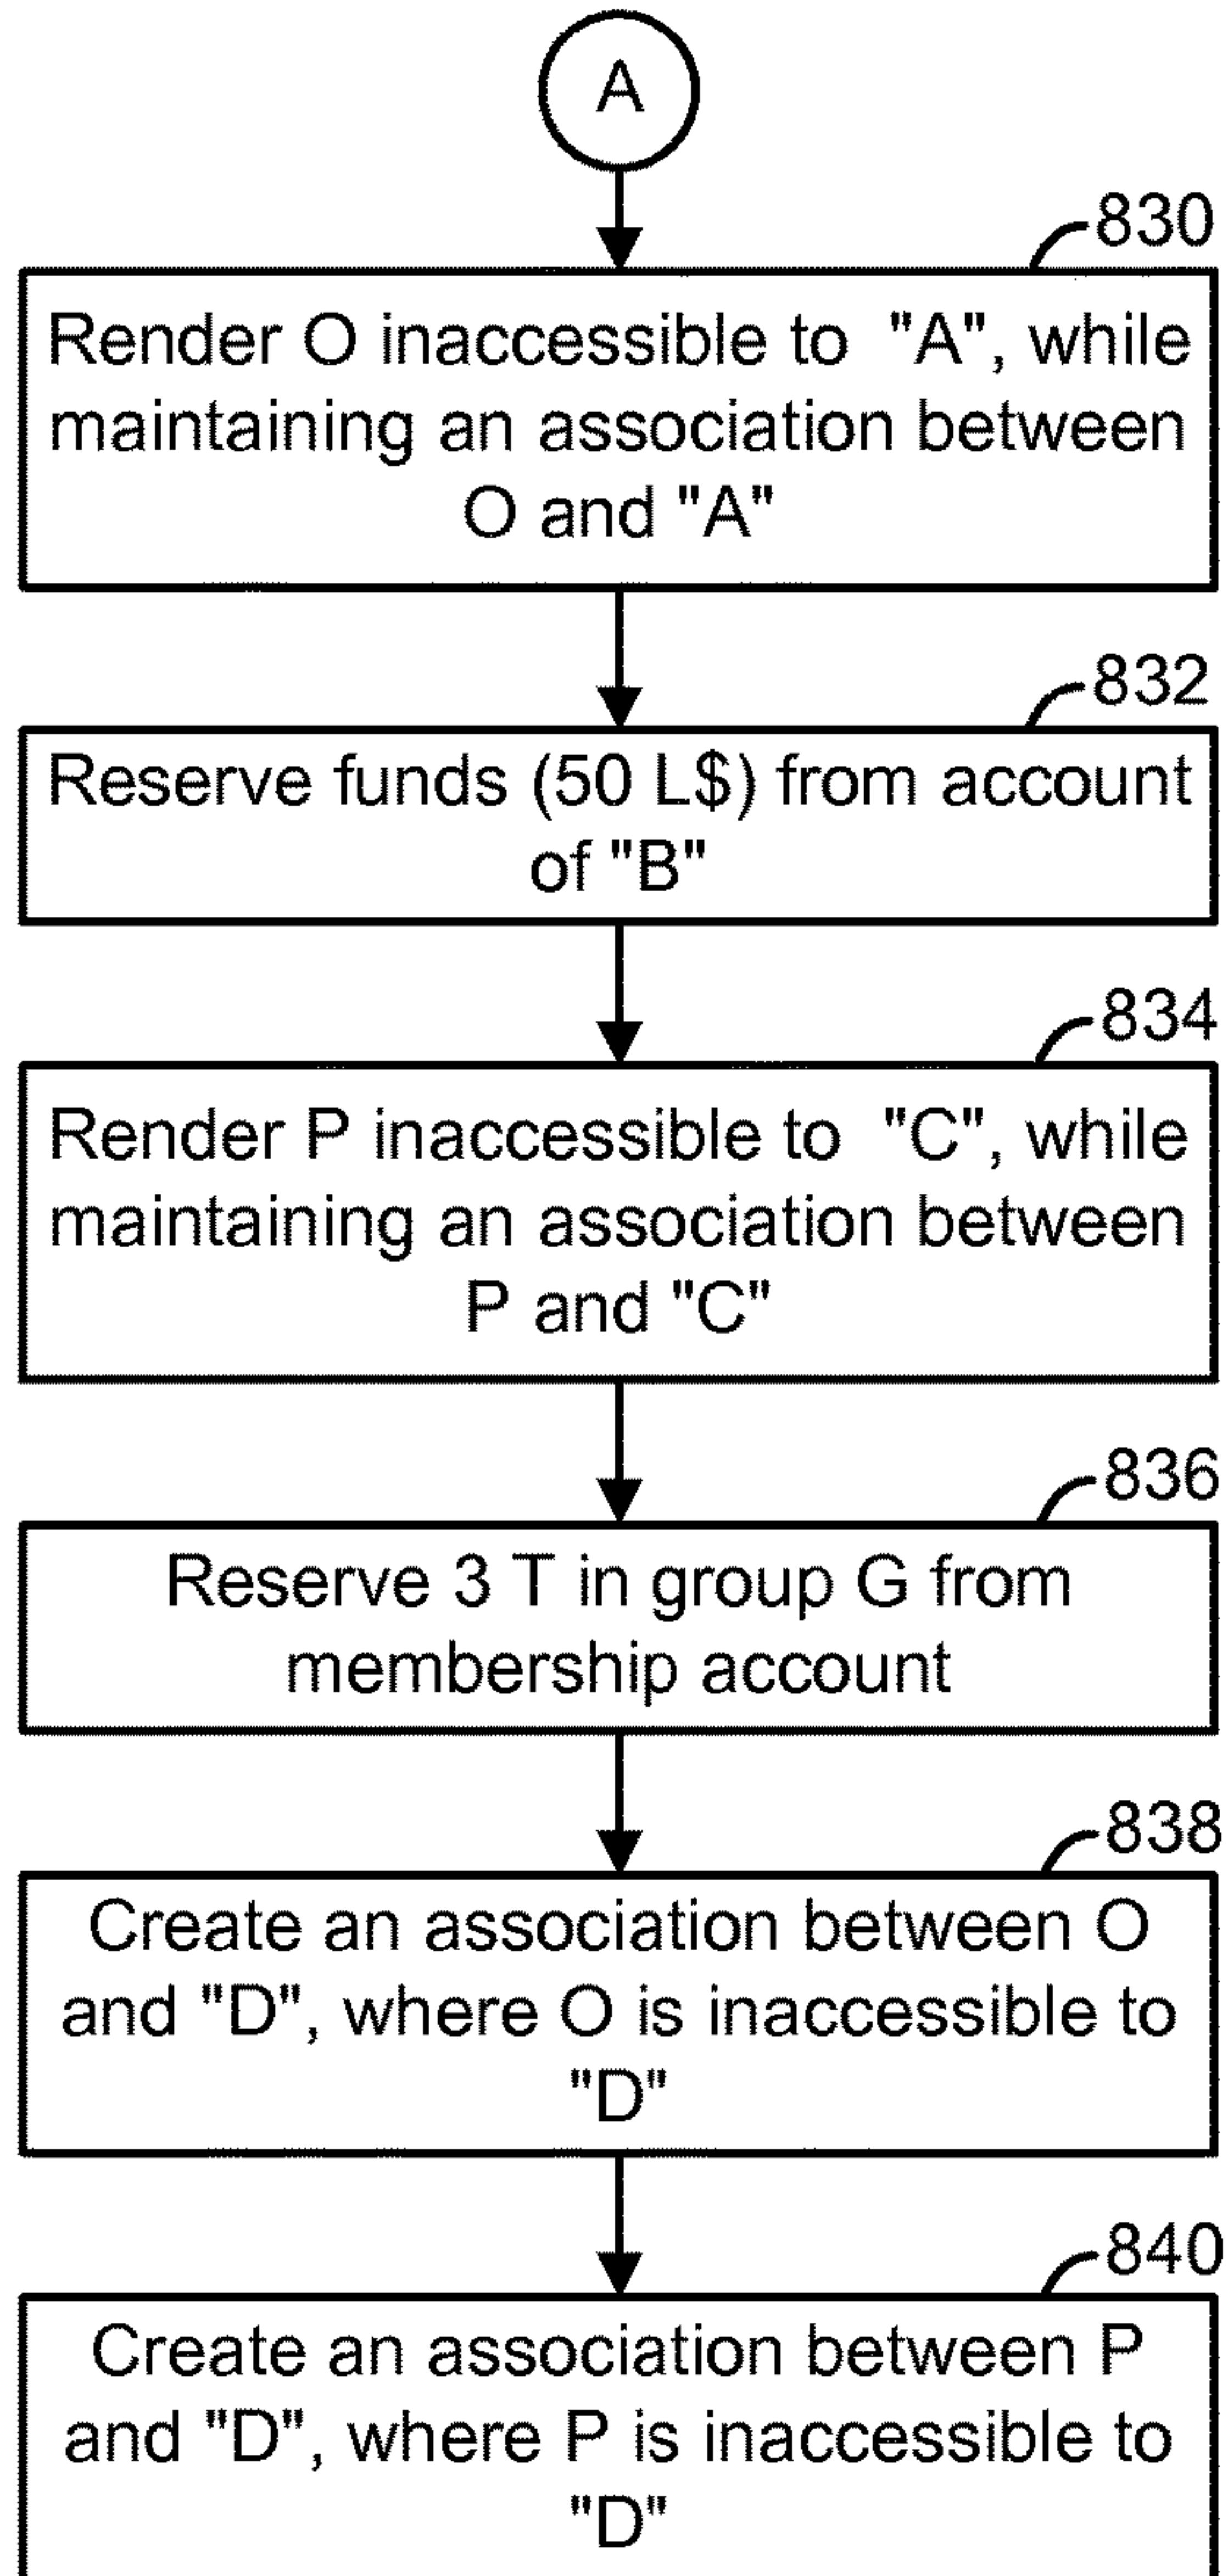 A
830
Render O inaccessible to "A", while
maintaining an association between
O and "A"
832
Reserve funds (50 L$) from account
of "B"
834
Render P inaccessible to "C", while
maintaining an association between
P and "C"
836
Reserve 3 T in group G from
membership account
838
Create an association between O
and "D", where O is inaccessible to
"D"
840
Create an association between P
and "D", where P is inaccessible to
"D"